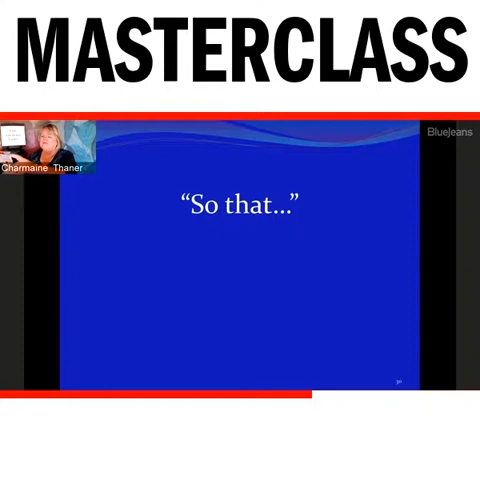 MASTERCLASS
BlueJeans
Charmaine Thaner
“So that...”